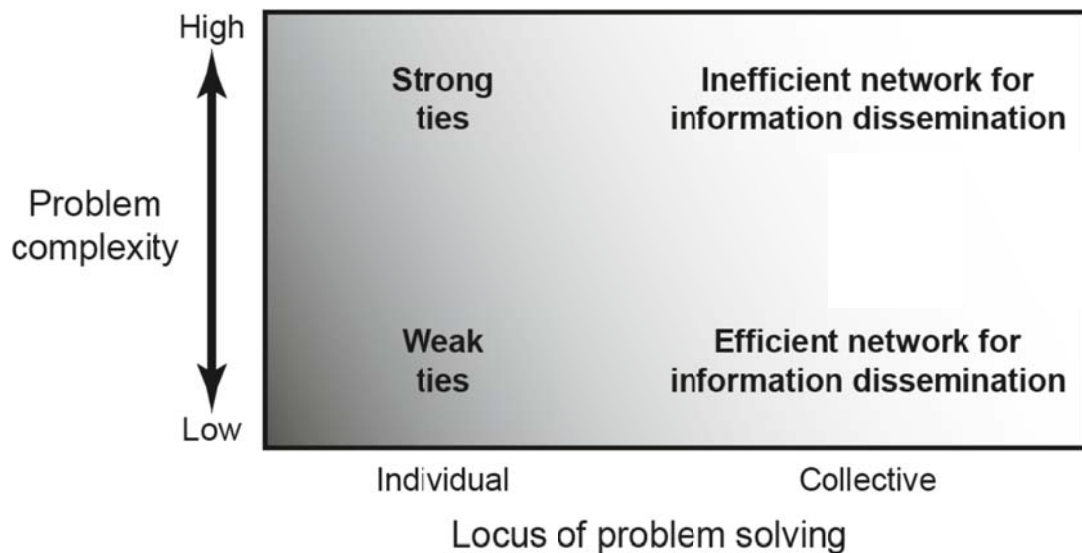 High
Strong
ties
Inefficient network for
information dissemination
Problem
complexity
Weak
ties
Efficient network for
information dissemination
Low
Individual
Collective
Locus of problem solving